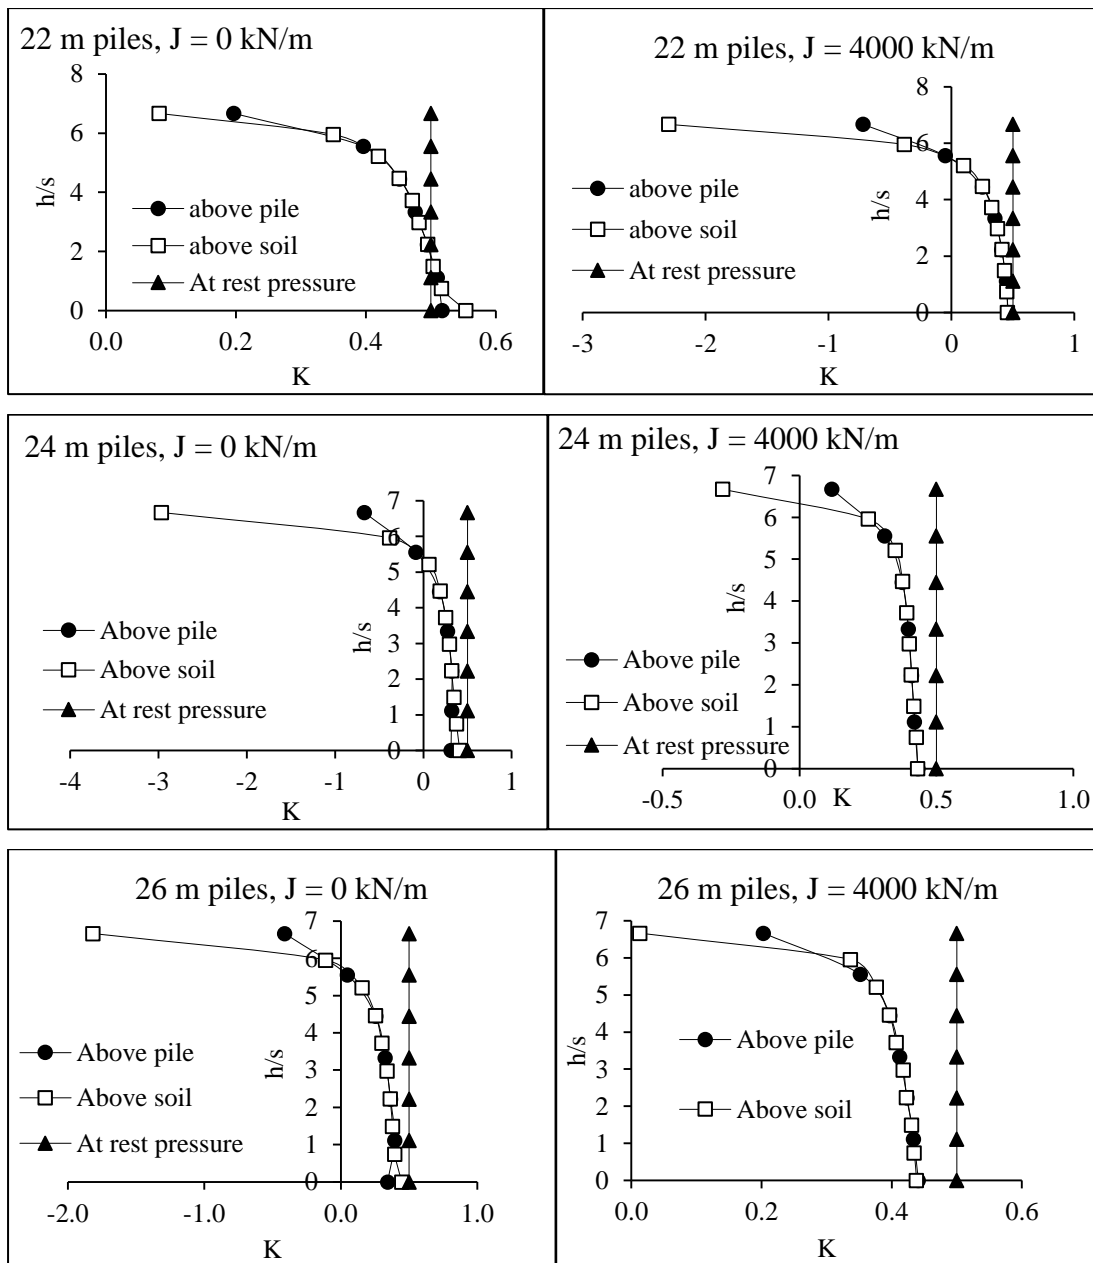 22 m piles, J = 0 kN/m
8
6
4
2
0
h/s
above pile
above soil
At rest pressure
0.0 0.2 0.4 0.6
K
22 m piles, J = 4000 kN/m
8
6
4
2
0
h/s
above pile
above soil
At rest pressure
-3 -2 -1 0 1
K
24 m piles, J = 0 kN/m
7
6
5
4
3
2
1
0
h/s
Above pile
Above soil
At rest pressure
-4 -3 -2 -1 0 1
K
24 m piles, J = 4000 kN/m
7
6
5
4
3
2
1
0
h/s
Above pile
Above soil
At rest pressure
-0.5 0.0 0.5 1.0
K
26 m piles, J = 0 kN/m
7
6
5
4
3
2
1
0
h/s
Above pile
Above soil
At rest pressure
-2.0 -1.0 0.0 1.0
K
26 m piles, J = 4000 kN/m
7
6
5
4
3
2
1
0
h/s
Above pile
Above soil
0.0 0.2 0.4 0.6
K